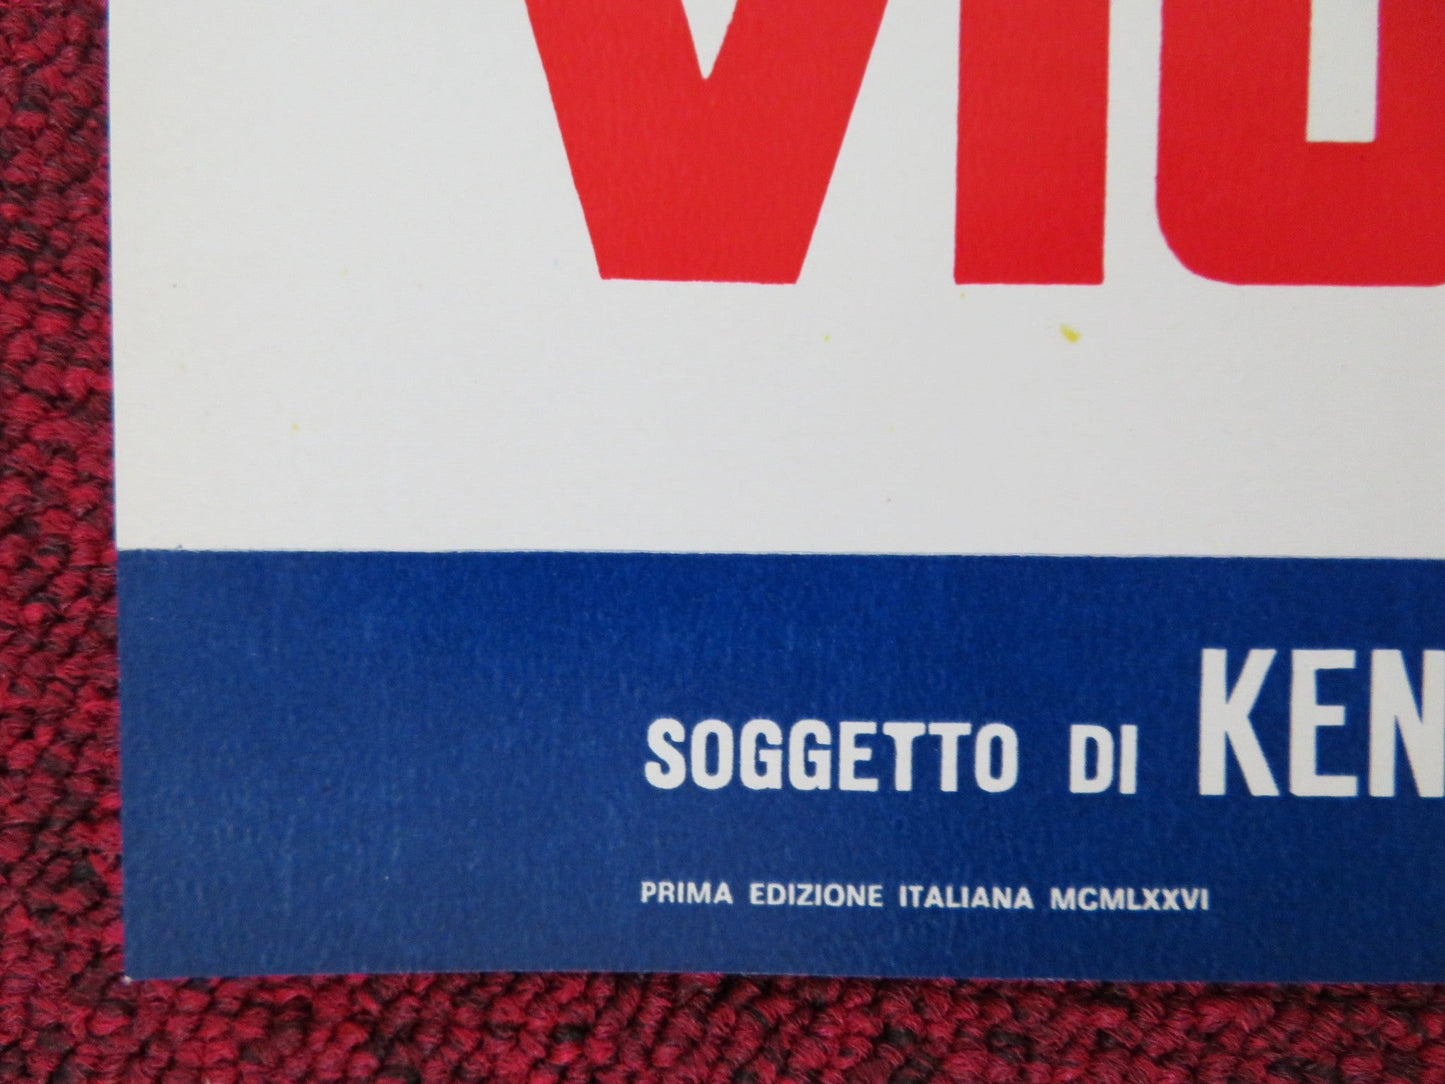 SOGGETTO DI KEN
PRIMA EDIZIONE ITALIANA MCMLXXVI